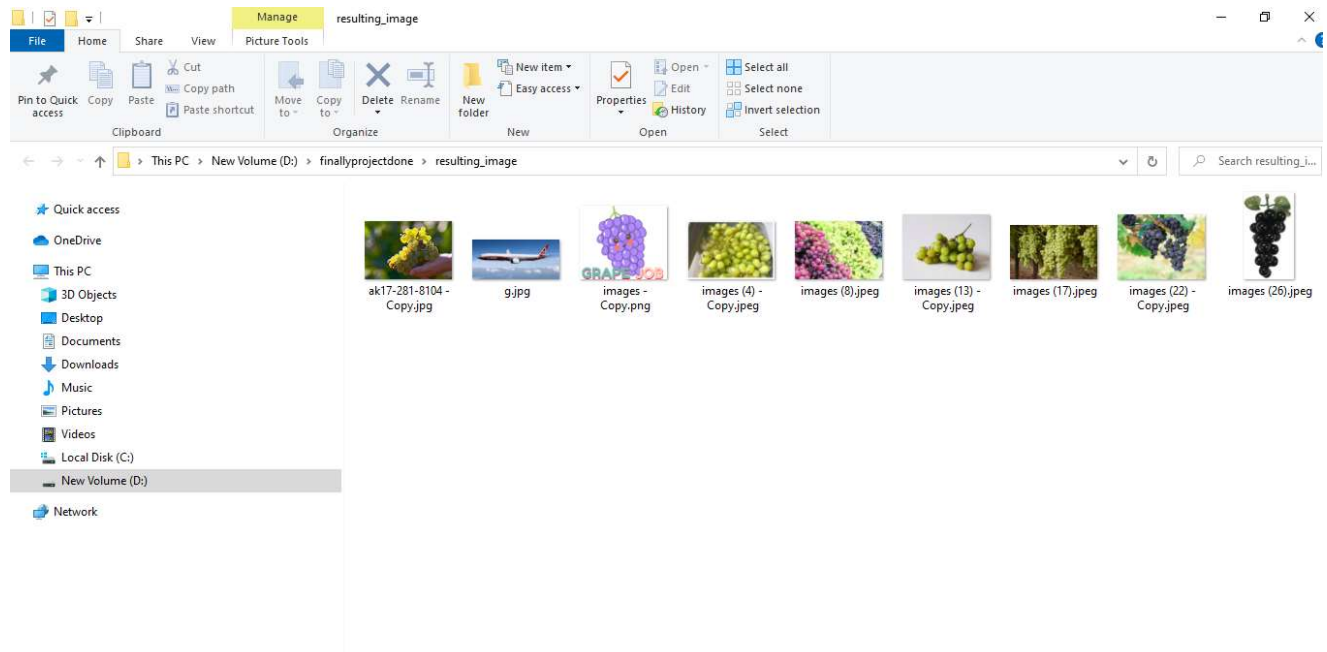 Manage resulting_image
File Home Share View Picture Tools
Pin to Quick access
Copy
Paste
Cut
Copy path
Paste shortcut
Move to
Copy to
Delete
Rename
New folder
New item
Easy access
Properties
Open
Edit
History
Select all
Select none
Invert selection
Clipboard Organize New Open Select
This PC > New Volume (D:) > finallyprojectdone > resulting_image
Search resulting_i...
Quick access
OneDrive
This PC
3D Objects
Desktop
Documents
Downloads
Music
Pictures
Videos
Local Disk (C:)
New Volume (D:)
Network
GRAPE JOB
ak17-281-8104 -
Copy.jpg
g.jpg
images -
Copy.png
images (4) -
Copy.jpeg
images (8).jpeg
images (13) -
Copy.jpeg
images (17).jpeg
images (22) -
Copy.jpeg
images (26).jpeg